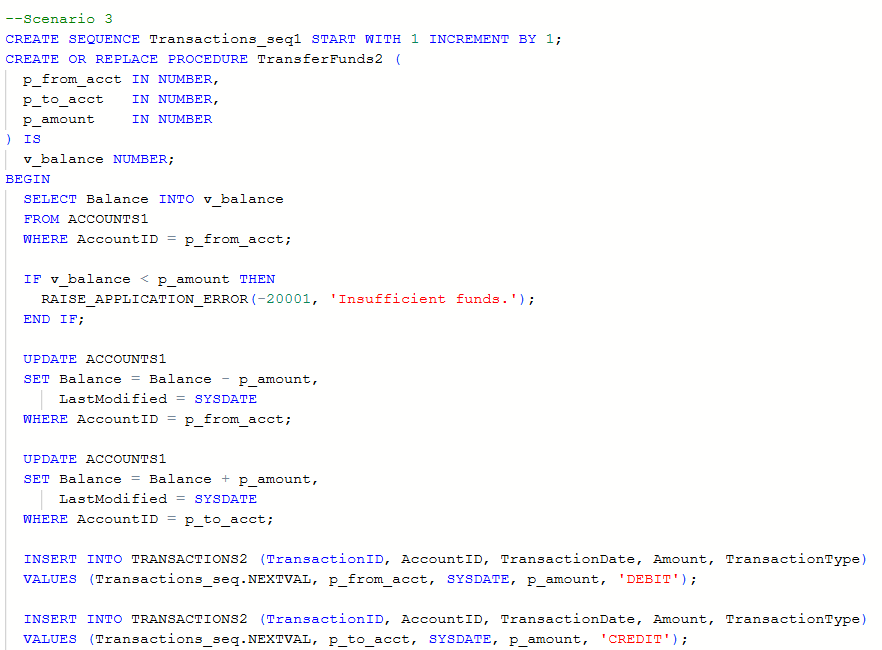 --Scenario 3
CREATE SEQUENCE Transactions_seq1 START WITH 1 INCREMENT BY 1;
CREATE OR REPLACE PROCEDURE TransferFunds2 (
  p_from_acct IN NUMBER,
  p_to_acct   IN NUMBER,
  p_amount    IN NUMBER
) IS
  v_balance NUMBER;
BEGIN
  SELECT Balance INTO v_balance
  FROM ACCOUNTS1
  WHERE AccountID = p_from_acct;

  IF v_balance < p_amount THEN
    RAISE_APPLICATION_ERROR(-20001, 'Insufficient funds.');
  END IF;

  UPDATE ACCOUNTS1
  SET Balance = Balance - p_amount,
      LastModified = SYSDATE
  WHERE AccountID = p_from_acct;

  UPDATE ACCOUNTS1
  SET Balance = Balance + p_amount,
      LastModified = SYSDATE
  WHERE AccountID = p_to_acct;

  INSERT INTO TRANSACTIONS2 (TransactionID, AccountID, TransactionDate, Amount, TransactionType)
  VALUES (Transactions_seq.NEXTVAL, p_from_acct, SYSDATE, p_amount, 'DEBIT');

  INSERT INTO TRANSACTIONS2 (TransactionID, AccountID, TransactionDate, Amount, TransactionType)
  VALUES (Transactions_seq.NEXTVAL, p_to_acct, SYSDATE, p_amount, 'CREDIT');